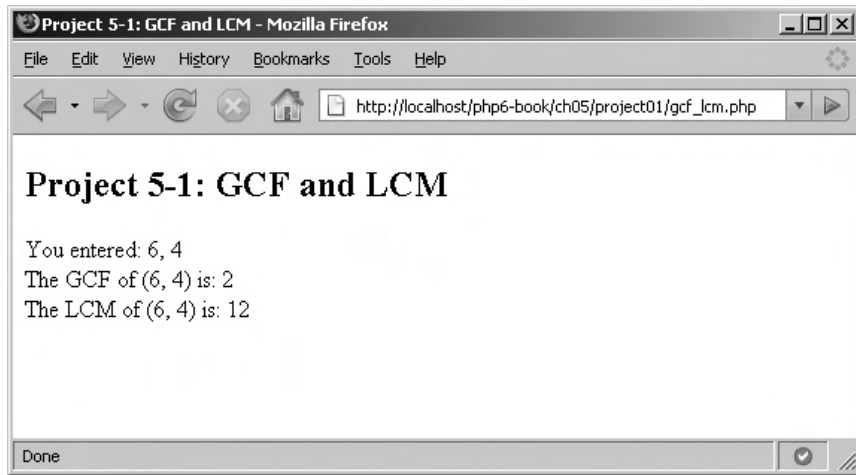 Project 5-1: GCF and LCM - Mozilla Firefox
File Edit View History Bookmarks Tools Help
http://localhost/php6-book/ch05/project01/gcf_lcm.php
Project 5-1: GCF and LCM
You entered: 6, 4
The GCF of (6, 4) is: 2
The LCM of (6, 4) is: 12
Done